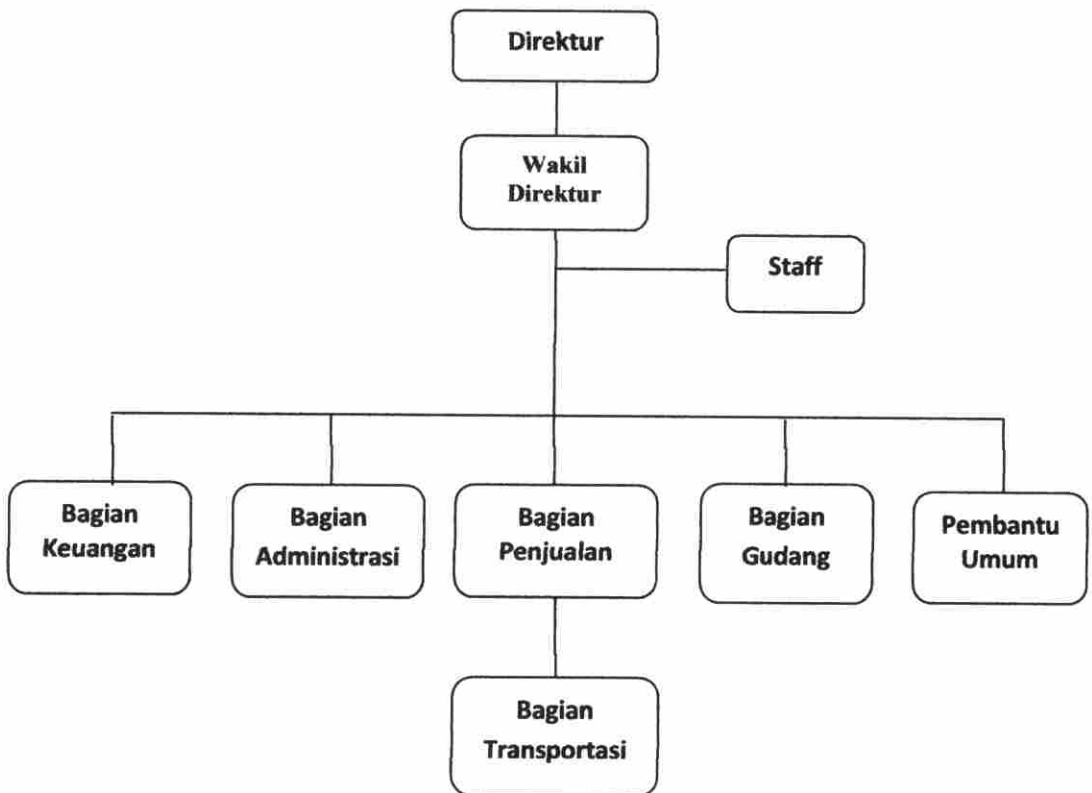 Direktur
Wakil
Direktur
Staff
Bagian
Keuangan
Bagian
Administrasi
Bagian
Penjualan
Bagian
Gudang
Pembantu
Umum
Bagian
Transportasi